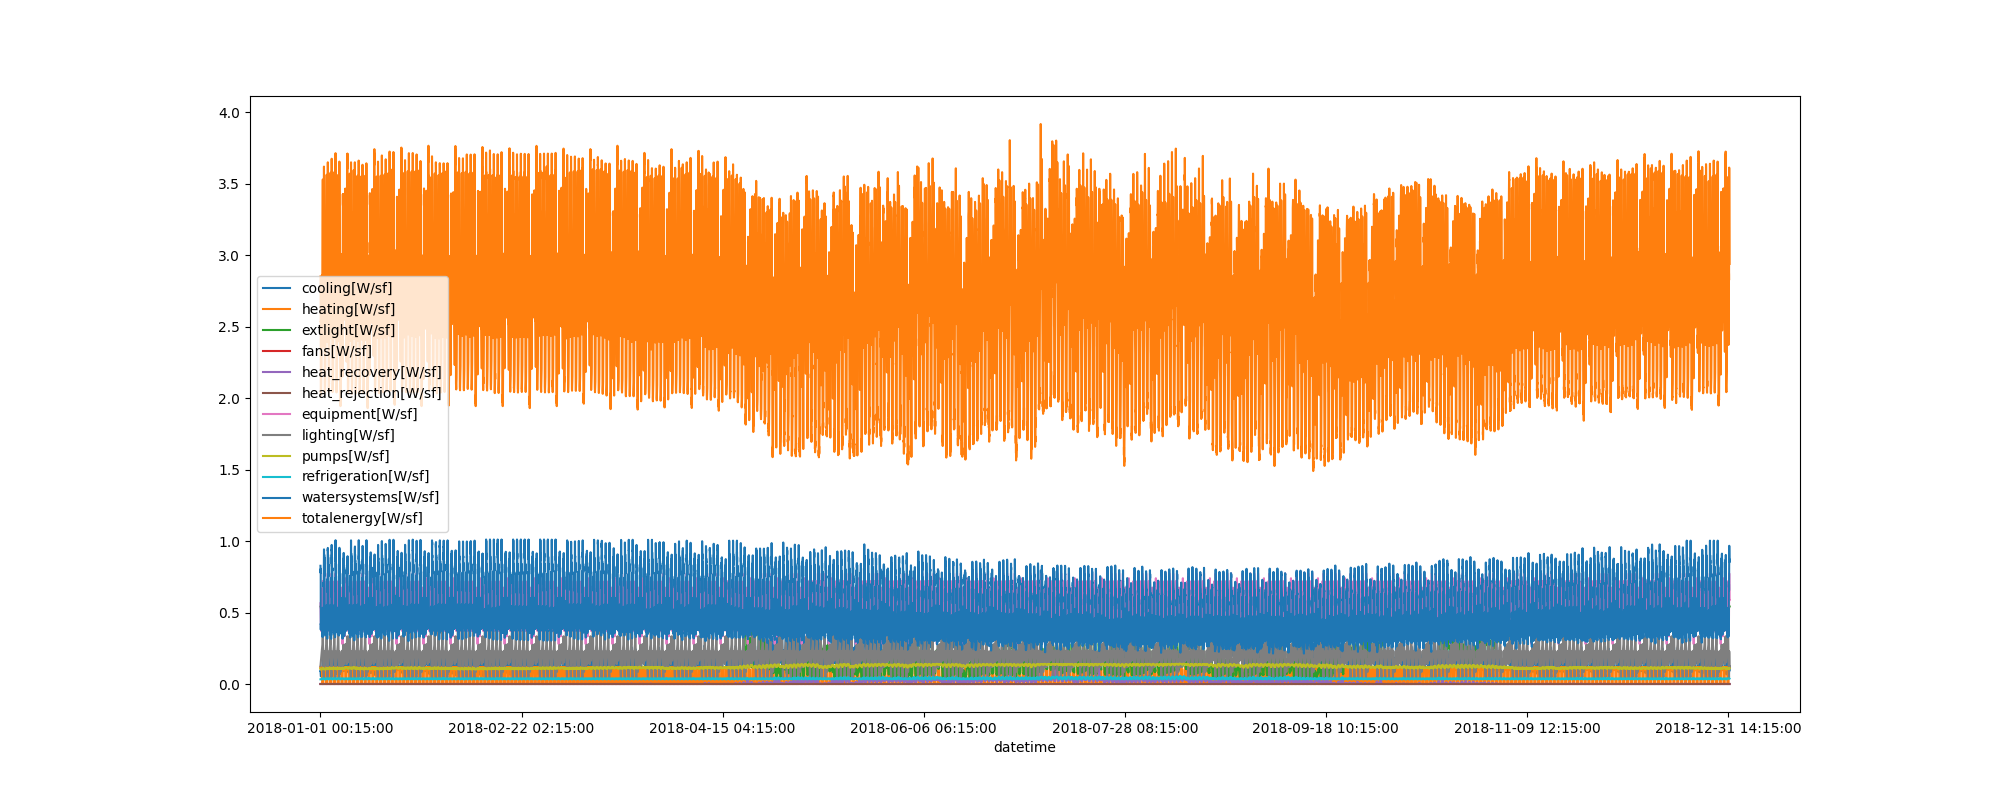 4.0
3.5
3.0
2.5
2.0
1.5
1.0
0.5
0.0
cooling[W/sf]
heating[W/sf]
extlight[W/sf]
fans[W/sf]
heat_recovery[W/sf]
heat_rejection[W/sf]
equipment[W/sf]
lighting[W/sf]
pumps[W/sf]
refrigeration[W/sf]
watersystems[W/sf]
totalenergy[W/sf]
2018-01-01 00:15:00 2018-02-22 02:15:00 2018-04-15 04:15:00 2018-06-06 06:15:00 2018-07-28 08:15:00 2018-09-18 10:15:00 2018-11-09 12:15:00 2018-12-31 14:15:00
datetime